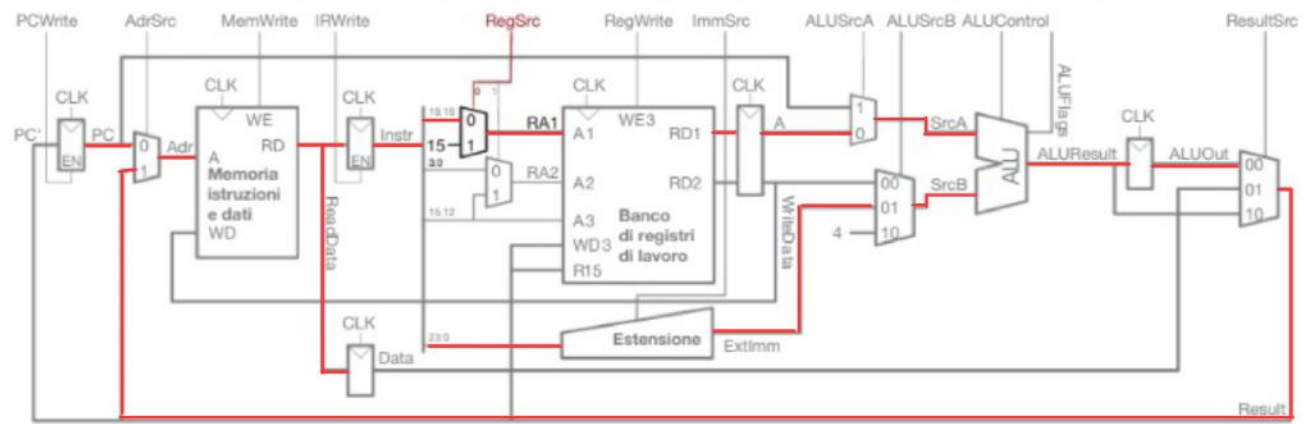 PCWrite AdrSrc MemWrite IRWrite RegSrc RegWrite ImmSrc ALUSrcA ALUSrcB ALUControl ResultSrc
ALUFlags
CLK CLK CLK CLK CLK CLK
0 1
PC' PC EN
0 1 Adr
WE
A RD
Memoria
istruzioni
e dati
WD
EN Instr
ReadData
19:16 0
15 1
3:0
RA1
0
1
RA2
15:12
A1 WE3 RD1
A2 RD2
A3
WD3
R15
Banco
di registri
di lavoro
A
WriteData
1
0
SrcA
00
01
10
4
SrcB
ALU
ALUResult
ALUOut
00
01
10
23:0
Estensione
ExtImm
CLK
Data
Result